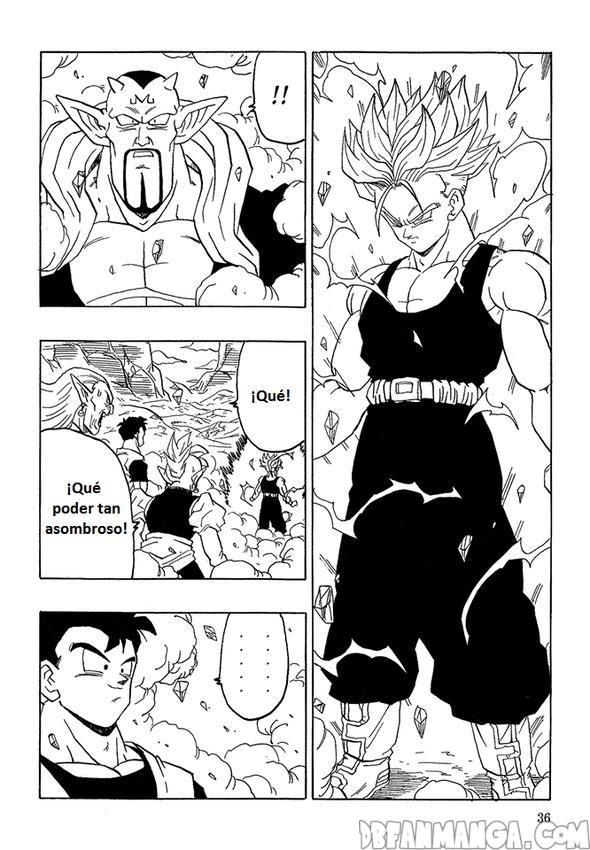 !!
¡Qué!
¡Qué
poder tan
asombroso!
. . . . . .
M
36
DBFANMANGA.COM